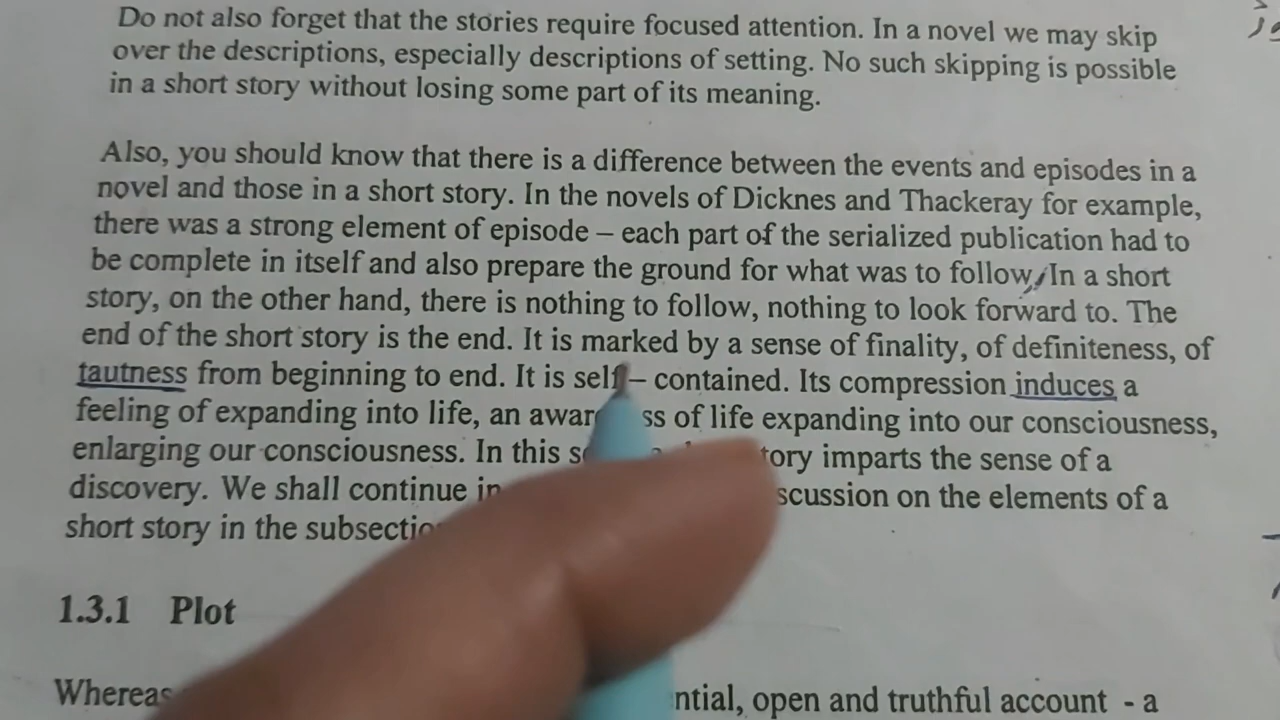 Do not also forget that the stories require focused attention. In a novel we may skip
over the descriptions, especially descriptions of setting. No such skipping is possible
in a short story without losing some part of its meaning.
Also, you should know that there is a difference between the events and episodes in a
novel and those in a short story. In the novels of Dicknes and Thackeray for example,
there was a strong element of episode – each part of the serialized publication had to
be complete in itself and also prepare the ground for what was to follow, In a short
story, on the other hand, there is nothing to follow, nothing to look forward to. The
end of the short story is the end. It is marked by a sense of finality, of definiteness, of
tautness from beginning to end. It is self – contained. Its compression induces a
feeling of expanding into life, an of life expanding into our consciousness,
enlarging our consciousness. In this imparts the sense of a
discovery. We shall continue on the elements of a
short story in the
1.3.1 Plot
Whereas open and truthful account - a